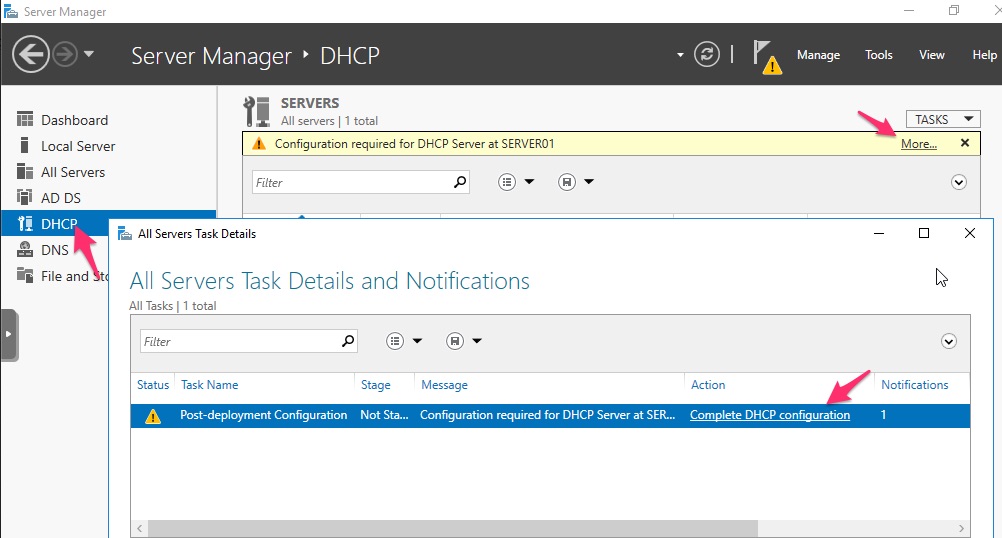 Server Manager
Server Manager • DHCP
Manage Tools View Help
Dashboard
Local Server
All Servers
AD DS
DHCP
DNS
File and Sto
SERVERS
All servers | 1 total
TASKS
Configuration required for DHCP Server at SERVER01 More...
Filter
All Servers Task Details
All Servers Task Details and Notifications
All Tasks | 1 total
Filter
Status Task Name Stage Message Action Notifications
Post-deployment Configuration Not Sta... Configuration required for DHCP Server at SER... Complete DHCP configuration 1